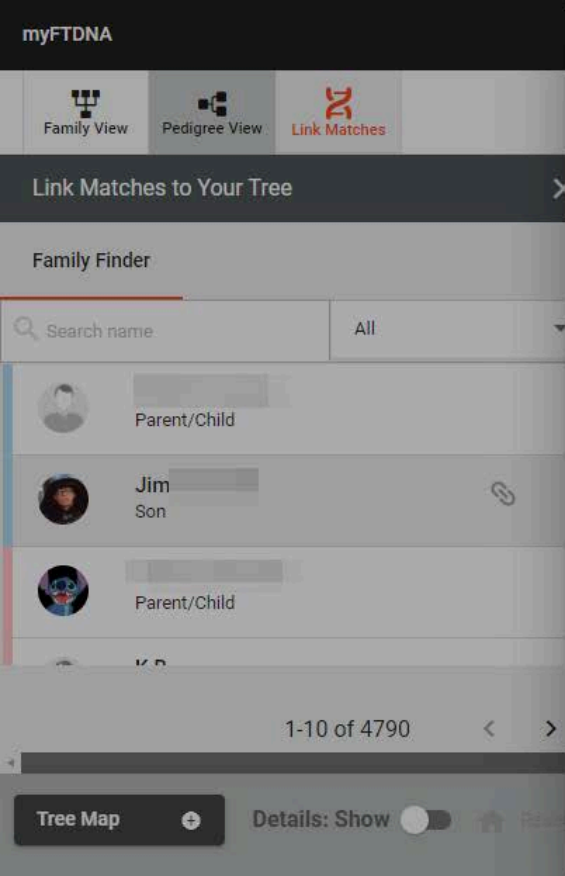 myFTDNA
Family View
Pedigree View
Link Matches
Link Matches to Your Tree
Family Finder
Search name
All
Parent/Child
Jim
Son
Parent/Child
1-10 of 4790
Tree Map
Details: Show